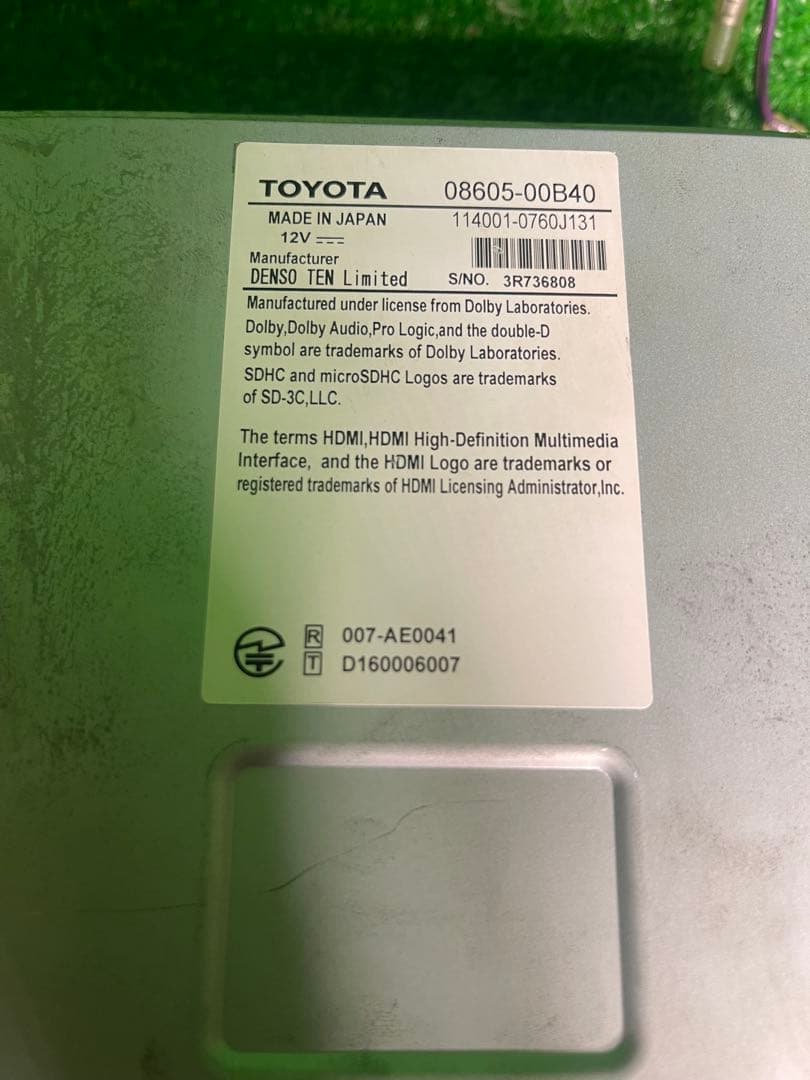 TOYOTA 08605-00B40
MADE IN JAPAN 114001-0760J131
12V
Manufacturer
DENSO TEN Limited S/NO. 3R736808
Manufactured under license from Dolby Laboratories.
Dolby,Dolby Audio,Pro Logic,and the double-D
symbol are trademarks of Dolby Laboratories.
SDHC and microSDHC Logos are trademarks
of SD-3C,LLC.
The terms HDMI,HDMI High-Definition Multimedia
Interface, and the HDMI Logo are trademarks or
registered trademarks of HDMI Licensing Administrator,Inc.
R 007-AE0041
T D160006007